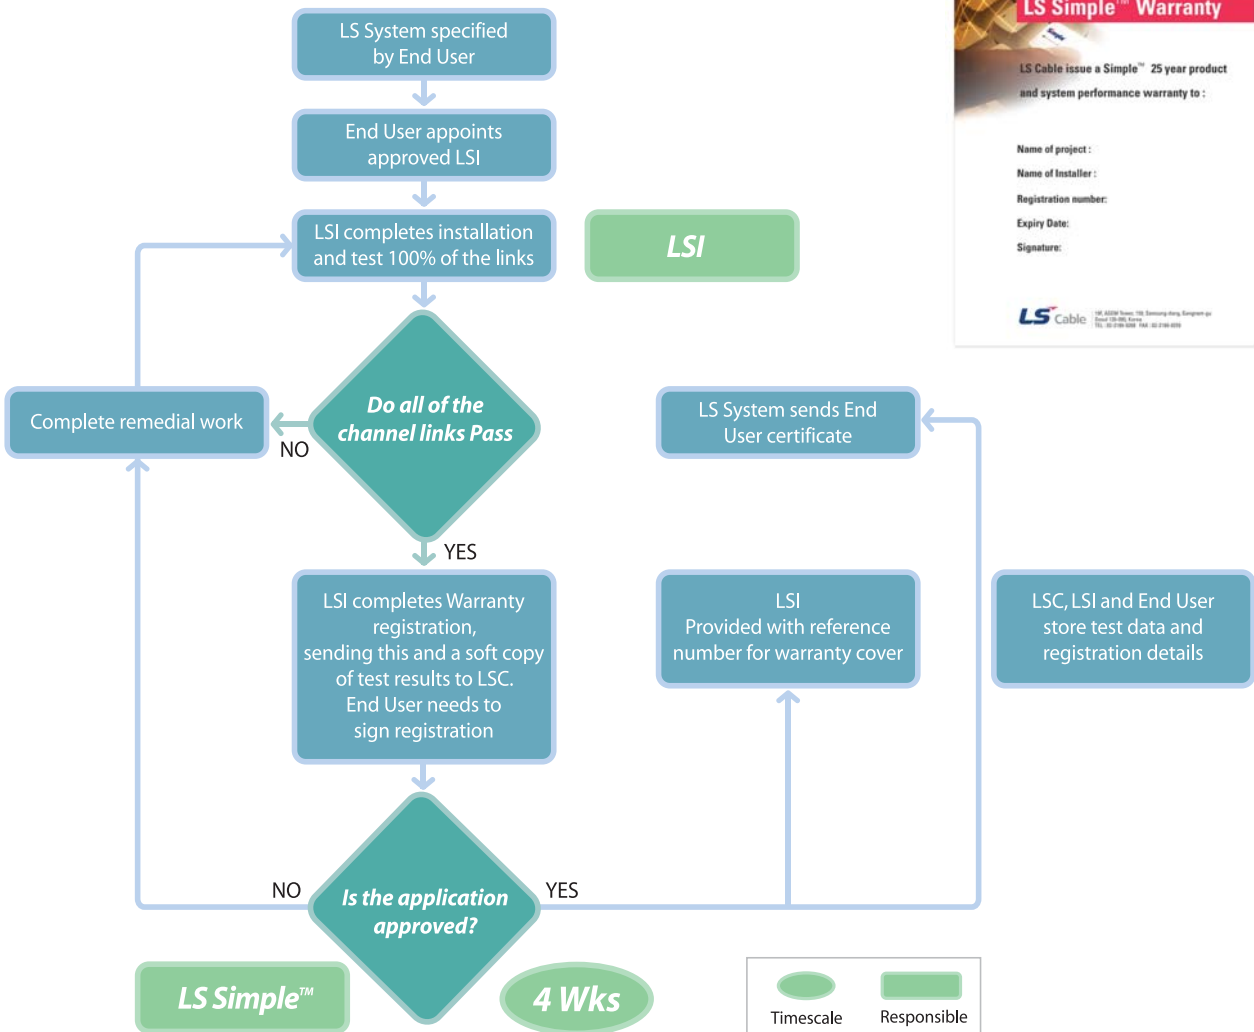 LS System specified
by End User
End User appoints
approved LSI
LSI completes installation
and test 100% of the links
LSI
Do all of the
channel links Pass
NO
Complete remedial work
YES
LSI completes Warranty
registration,
sending this and a soft copy
of test results to LSC.
End User needs to
sign registration
Is the application
approved?
NO
YES
LS System sends End
User certificate
LSI
Provided with reference
number for warranty cover
LSC, LSI and End User
store test data and
registration details
LS Simple™
4 Wks
Timescale
Responsible
LS Simple™ Warranty
Simple
LS Cable issue a Simple™ 25 year product
and system performance warranty to :
Name of project :
Name of Installer :
Registration number:
Expiry Date:
Signature:
LS Cable